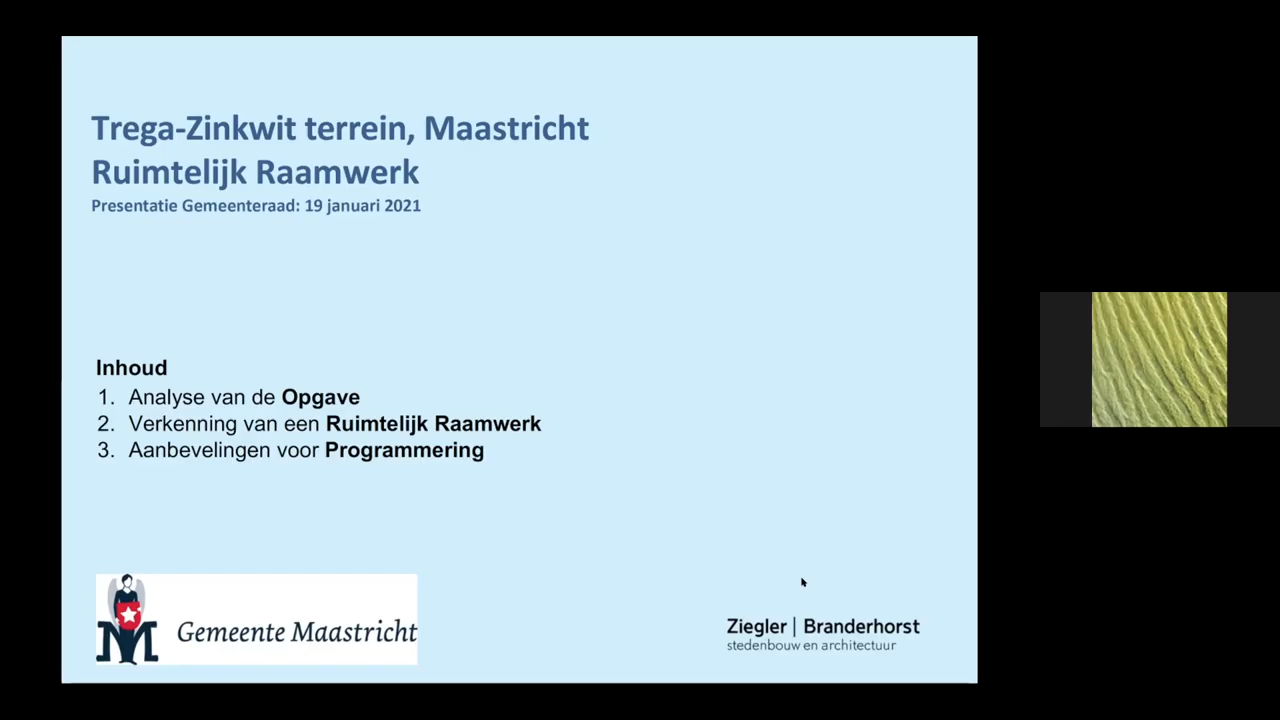 Trega-Zinkwit terrein, Maastricht
Ruimtelijk Raamwerk
Presentatie Gemeenteraad: 19 januari 2021
Inhoud
1. Analyse van de Opgave
2. Verkenning van een Ruimtelijk Raamwerk
3. Aanbevelingen voor Programmering
Gemeente Maastricht
Ziegler | Branderhorst
stedenbouw en architectuur